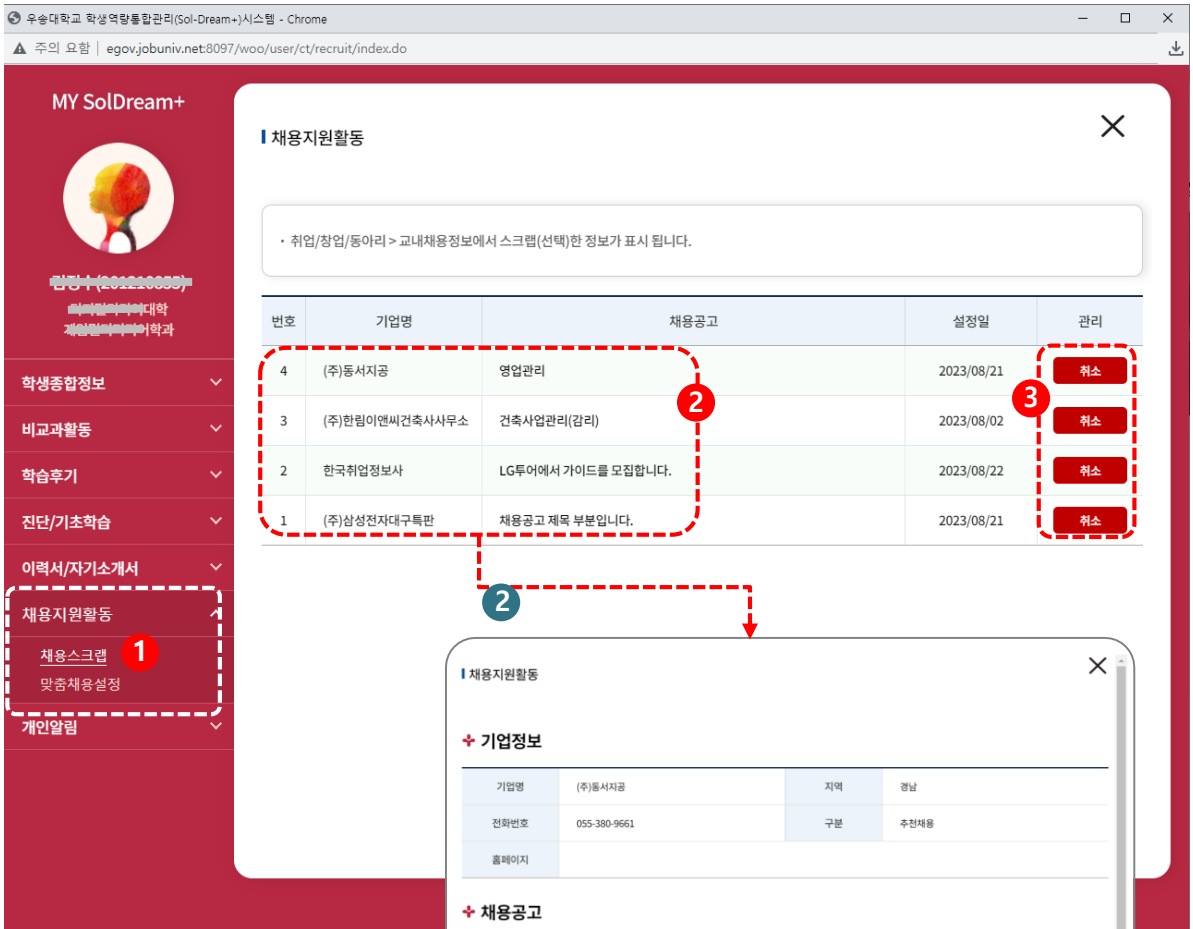 우송대학교 학생역량통합관리(Sol-Dream+)시스템 - Chrome
주의 요함 | egov.jobuniv.net:8097/woo/user/ct/recruit/index.do
MY SolDream+
대학
어학과
학생종합정보
비교과활동
학습후기
진단/기초학습
이력서/자기소개서
채용지원활동
채용스크랩 1
맞춤채용설정
개인알림
채용지원활동
· 취업/창업/동아리 > 교내채용정보에서 스크랩(선택)한 정보가 표시 됩니다.
번호 기업명 채용공고 설정일 관리
4 (주)동서지공 영업관리 2023/08/21 취소
2 3
3 (주)한림이앤씨건축사사무소 건축사업관리(감리) 2023/08/02 취소
2 한국취업정보사 LG투어에서 가이드를 모집합니다. 2023/08/22 취소
1 (주)삼성전자대구특판 채용공고 제목 부분입니다. 2023/08/21 취소
2
채용지원활동
기업정보
기업명 (주)동서지공 지역 경남
전화번호 055-380-9661 구분 추천채용
홈페이지
채용공고